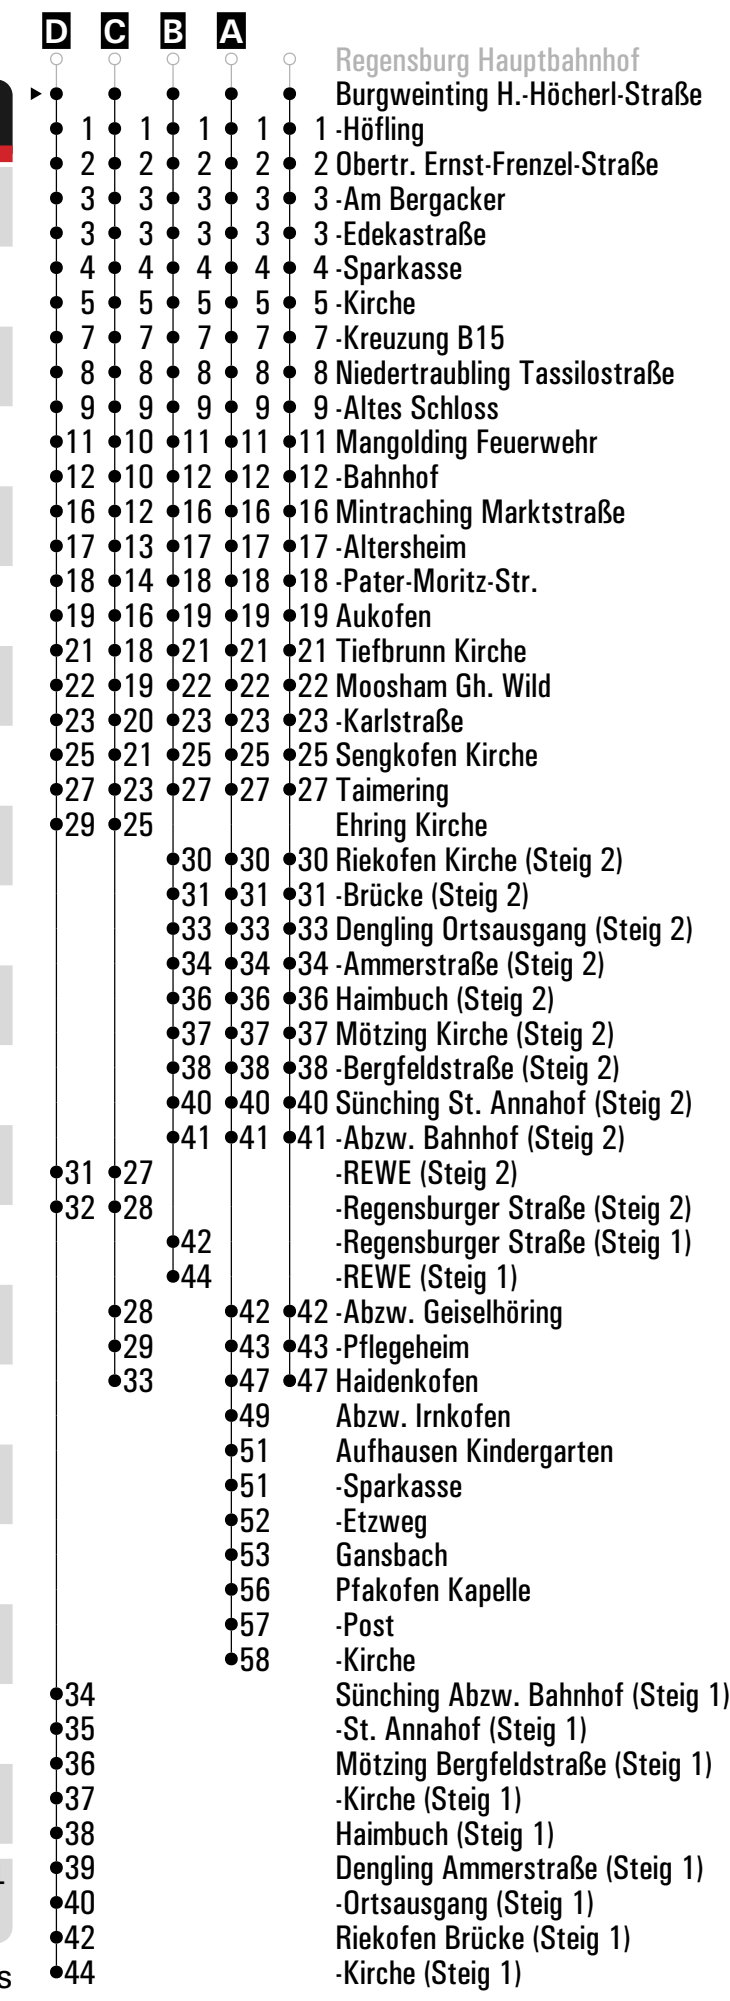 D C B A
Regensburg Hauptbahnhof
Burgweinting H.-Höcherl-Straße
1 1 1 1 1 -Höfling
2 2 2 2 2 Obertr. Ernst-Frenzel-Straße
3 3 3 3 3 -Am Bergacker
3 3 3 3 3 -Edekastraße
4 4 4 4 4 -Sparkasse
5 5 5 5 5 -Kirche
7 7 7 7 7 -Kreuzung B15
8 8 8 8 8 Niedertraubling Tassilostraße
9 9 9 9 9 -Altes Schloss
11 10 11 11 11 Mangolding Feuerwehr
12 10 12 12 12 -Bahnhof
16 12 16 16 16 Mintraching Marktstraße
17 13 17 17 17 -Altersheim
18 14 18 18 18 -Pater-Moritz-Str.
19 16 19 19 19 Aukofen
21 18 21 21 21 Tiefbrunn Kirche
22 19 22 22 22 Moosham Gh. Wild
23 20 23 23 23 -Karlstraße
25 21 25 25 25 Sengkofen Kirche
27 23 27 27 27 Taimering
29 25 Ehring Kirche
30 30 30 Riekofen Kirche (Steig 2)
31 31 31 -Brücke (Steig 2)
33 33 33 Dengling Ortsausgang (Steig 2)
34 34 34 -Ammerstraße (Steig 2)
36 36 36 Haimbuch (Steig 2)
37 37 37 Mötzing Kirche (Steig 2)
38 38 38 -Bergfeldstraße (Steig 2)
40 40 40 Sünching St. Annahof (Steig 2)
41 41 41 -Abzw. Bahnhof (Steig 2)
31 27 -REWE (Steig 2)
32 28 -Regensburger Straße (Steig 2)
42 -Regensburger Straße (Steig 1)
44 -REWE (Steig 1)
28 42 42 -Abzw. Geiselhöring
29 43 43 -Pflegeheim
33 47 47 Haidenkofen
49 Abzw. Irnkofen
51 Aufhausen Kindergarten
51 -Sparkasse
52 -Etzweg
53 Gansbach
56 Pfakofen Kapelle
57 -Post
58 -Kirche
34 Sünching Abzw. Bahnhof (Steig 1)
35 -St. Annahof (Steig 1)
36 Mötzing Bergfeldstraße (Steig 1)
37 -Kirche (Steig 1)
38 Haimbuch (Steig 1)
39 Dengling Ammerstraße (Steig 1)
40 -Ortsausgang (Steig 1)
42 Riekofen Brücke (Steig 1)
s 44 -Kirche (Steig 1)